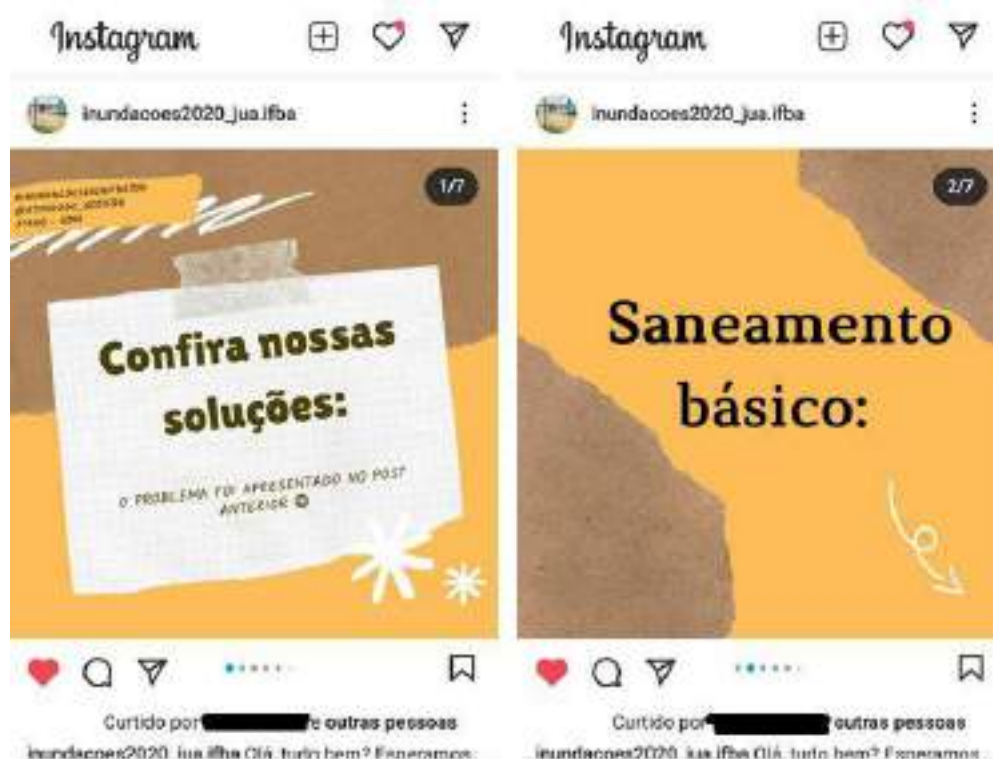 Instagram
inundacoes2020_jua.ifba
1/7
Confira nossas
soluções:
O PROBLEMA FOI APRESENTADO NO POST
ANTERIOR
Curtido por e outras pessoas
inundacoes2020_jua.ifba Olá, tudo bem? Esperamos
Instagram
inundacoes2020_jua.ifba
2/7
Saneamento
básico:
Curtido por outras pessoas
inundacoes2020_jua.ifba Olá, tudo bem? Esperamos